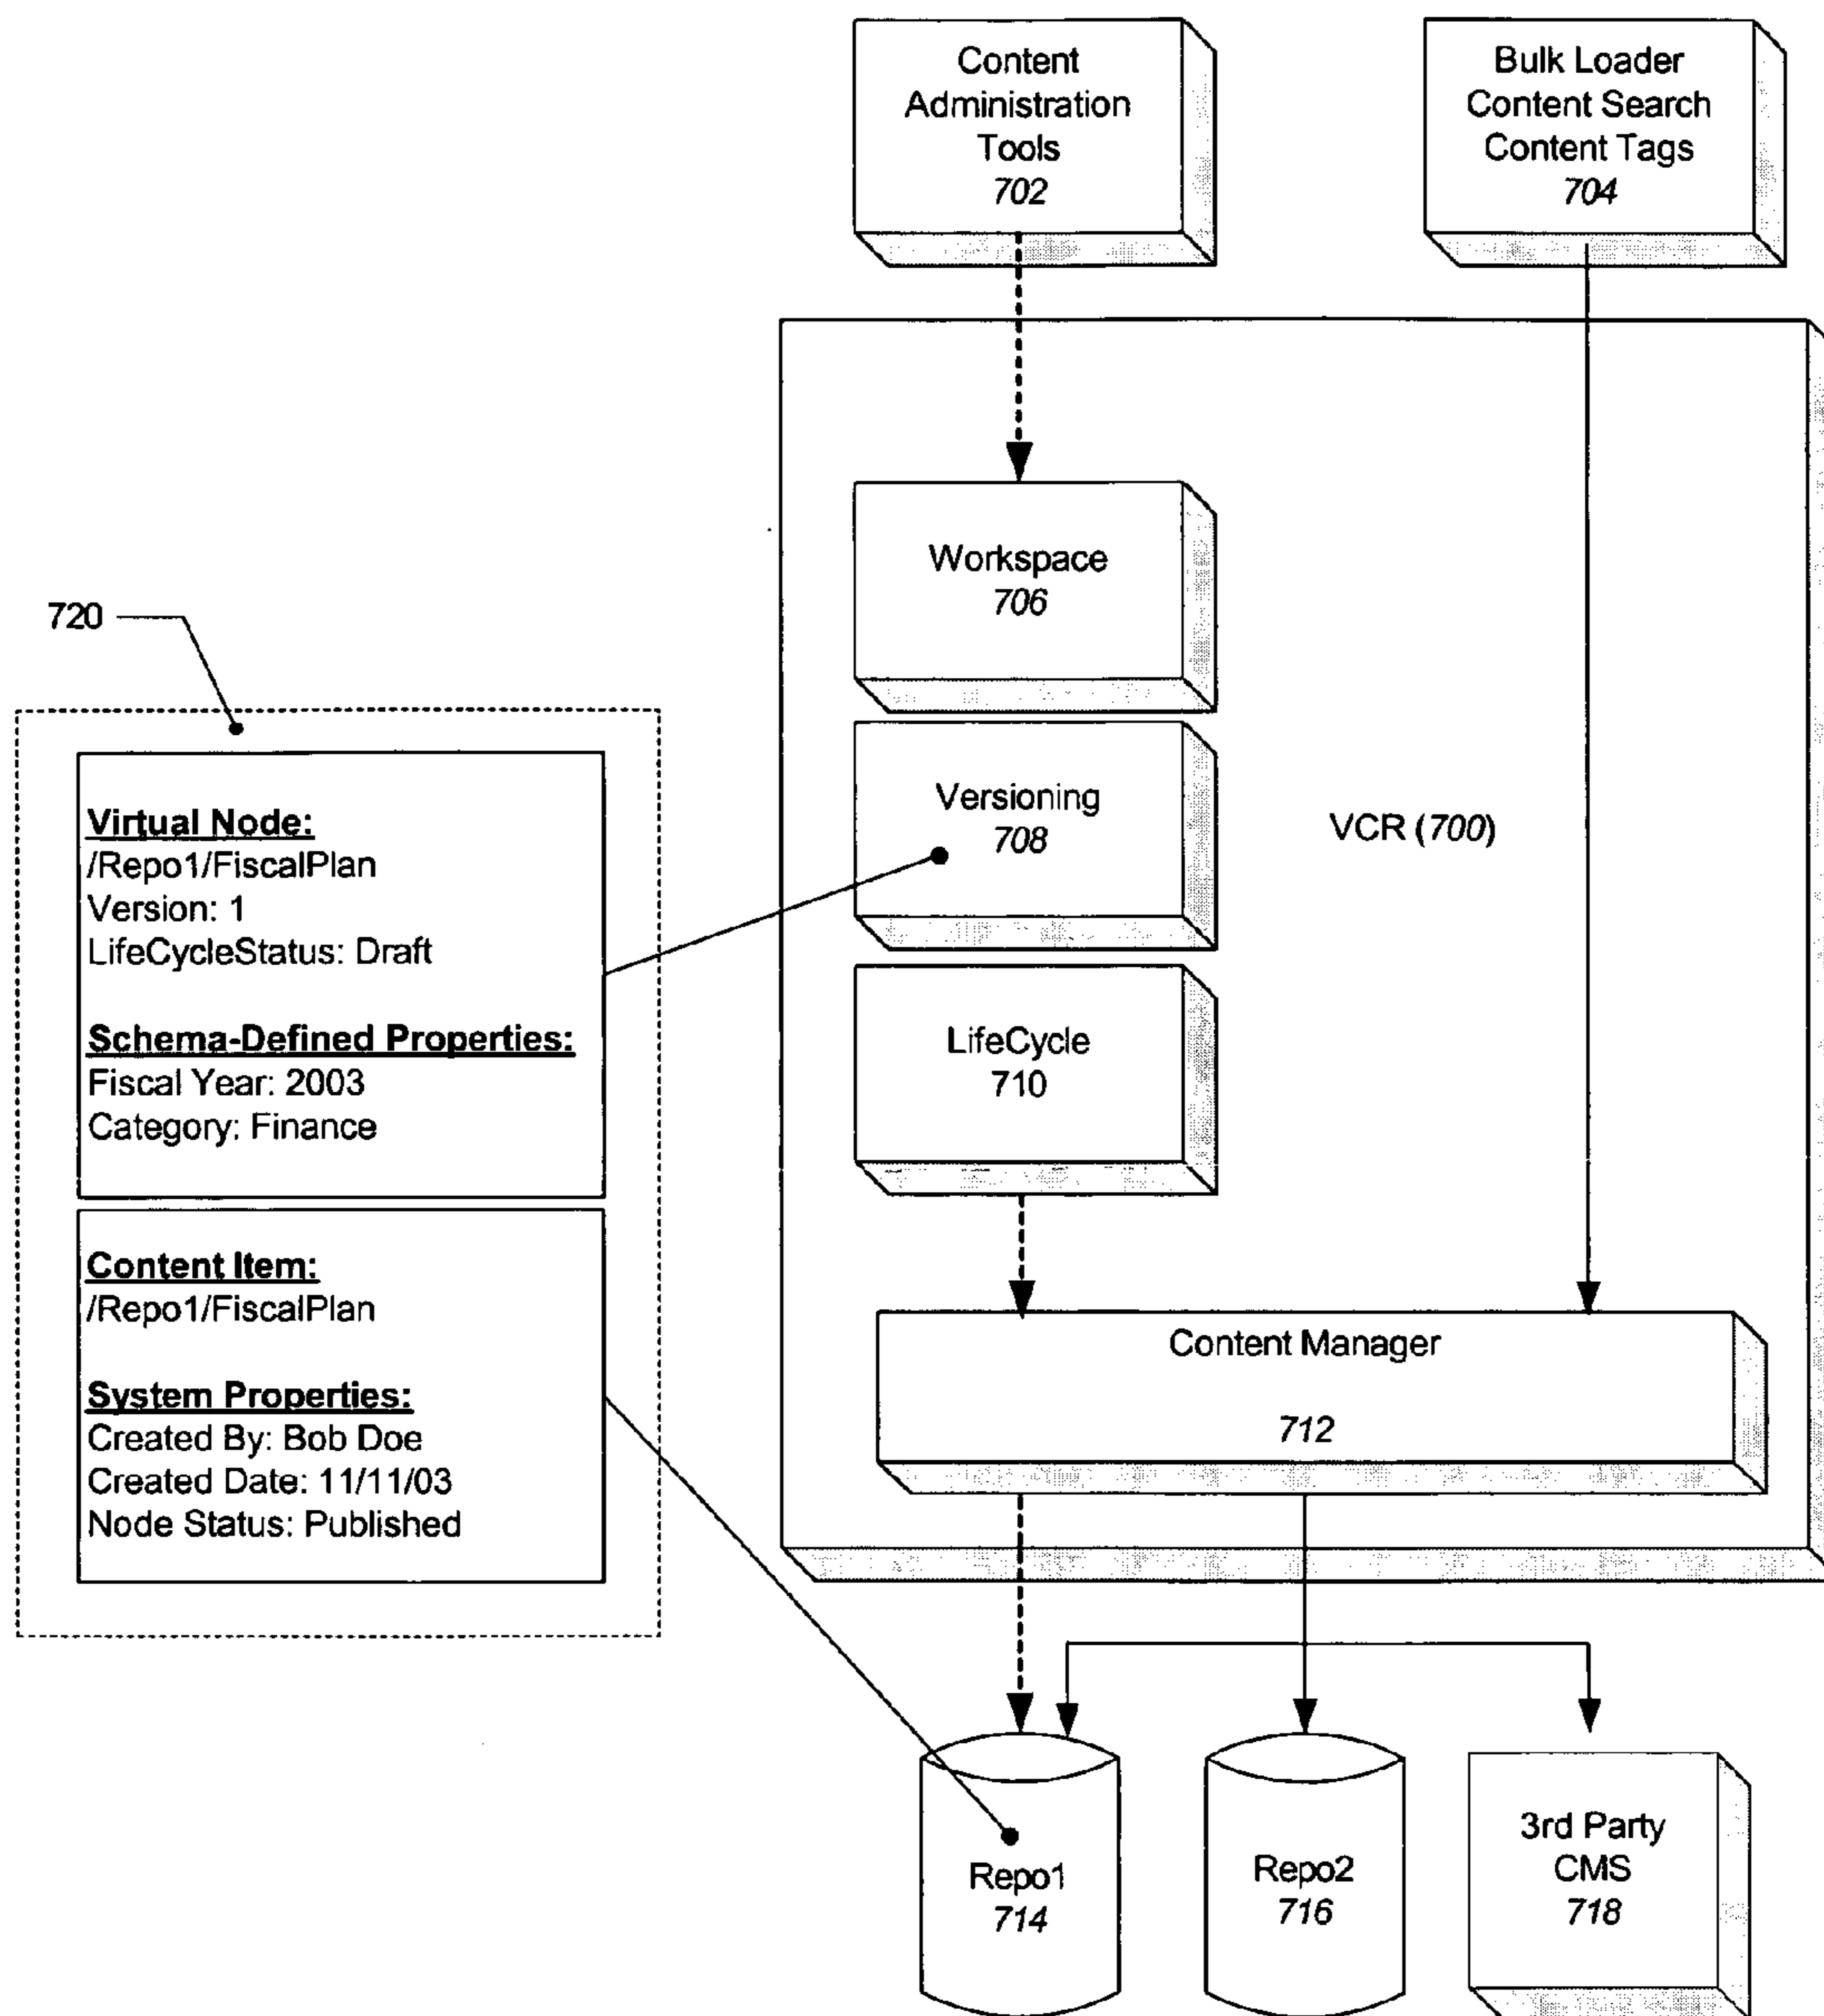 Content
Administration
Tools
702
Bulk Loader
Content Search
Content Tags
704
Workspace
706
720
Versioning
708
VCR (700)
Virtual Node:
/Repo1/FiscalPlan
Version: 1
LifeCycleStatus: Draft
Schema-Defined Properties:
Fiscal Year: 2003
Category: Finance
LifeCycle
710
Content Item:
/Repo1/FiscalPlan
System Properties:
Created By: Bob Doe
Created Date: 11/11/03
Node Status: Published
Content Manager
712
Repo1
714
Repo2
716
3rd Party
CMS
718